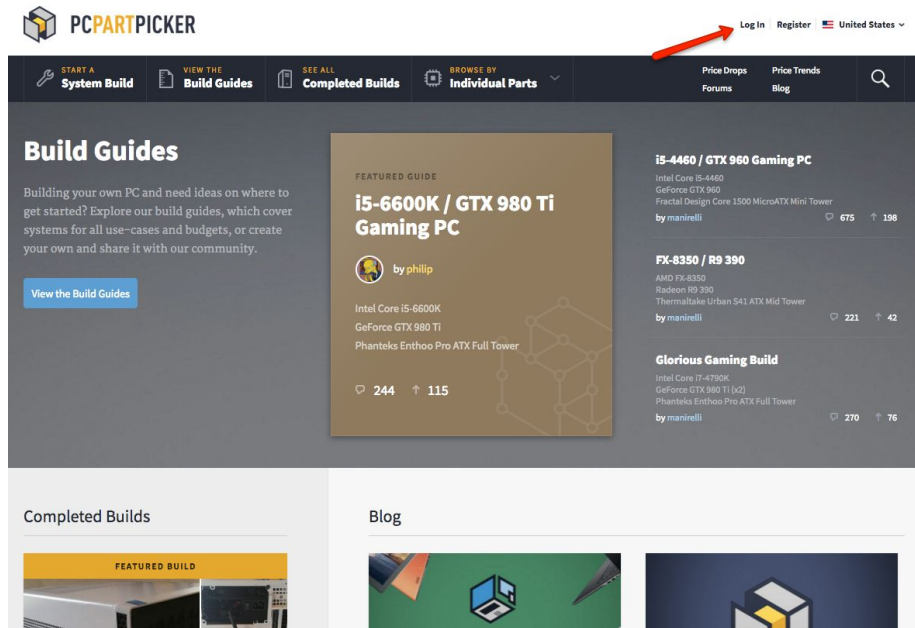 PCPARTPICKER
Log In Register United States
START A
System Build
VIEW THE
Build Guides
SEE ALL
Completed Builds
BROWSE BY
Individual Parts
Price Drops Price Trends
Forums Blog
Build Guides
Building your own PC and need ideas on where to
get started? Explore our build guides, which cover
systems for all use-cases and budgets, or create
your own and share it with our community.
View the Build Guides
FEATURED GUIDE
i5-6600K / GTX 980 Ti
Gaming PC
by philip
Intel Core i5-6600K
GeForce GTX 980 Ti
Phanteks Enthoo Pro ATX Full Tower
244 115
i5-4460 / GTX 960 Gaming PC
Intel Core i5-4460
GeForce GTX 960
Fractal Design Core 1500 MicroATX Mini Tower
by manirelli 675 198
FX-8350 / R9 390
AMD FX-8350
Radeon R9 390
Thermaltake Urban S41 ATX Mid Tower
by manirelli 221 42
Glorious Gaming Build
Intel Core i7-4790K
GeForce GTX 980 Ti (x2)
Phanteks Enthoo Pro ATX Full Tower
by manirelli 270 76
Completed Builds
FEATURED BUILD
Blog